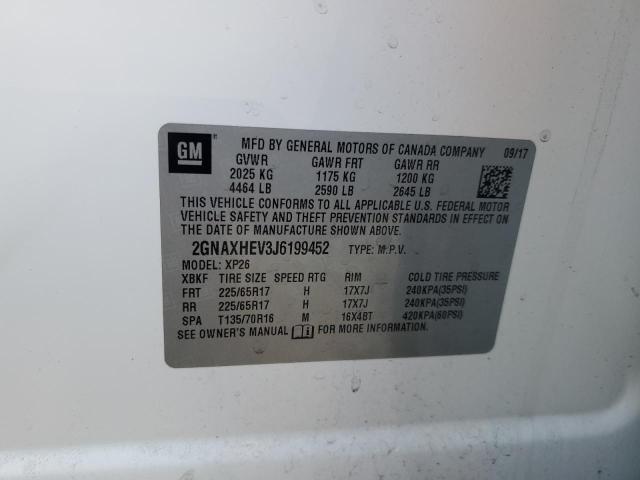 GM
MFD BY GENERAL MOTORS OF CANADA COMPANY 09/17
GVWR GAWR FRT GAWR RR
2025 KG 1175 KG 1200 KG
4464 LB 2590 LB 2645 LB
THIS VEHICLE CONFORMS TO ALL APPLICABLE U.S. FEDERAL MOTOR
VEHICLE SAFETY AND THEFT PREVENTION STANDARDS IN EFFECT ON
THE DATE OF MANUFACTURE SHOWN ABOVE.
2GNAXHEV3J6199452 TYPE: M.P.V.
MODEL: XP26
XBKF TIRE SIZE SPEED RTG RIM COLD TIRE PRESSURE
FRT 225/65R17 H 17X7J 240KPA(35PSI)
RR 225/65R17 H 17X7J 240KPA(35PSI)
SPA T135/70R16 M 16X4BT 420KPA(60PSI)
SEE OWNER'S MANUAL FOR MORE INFORMATION